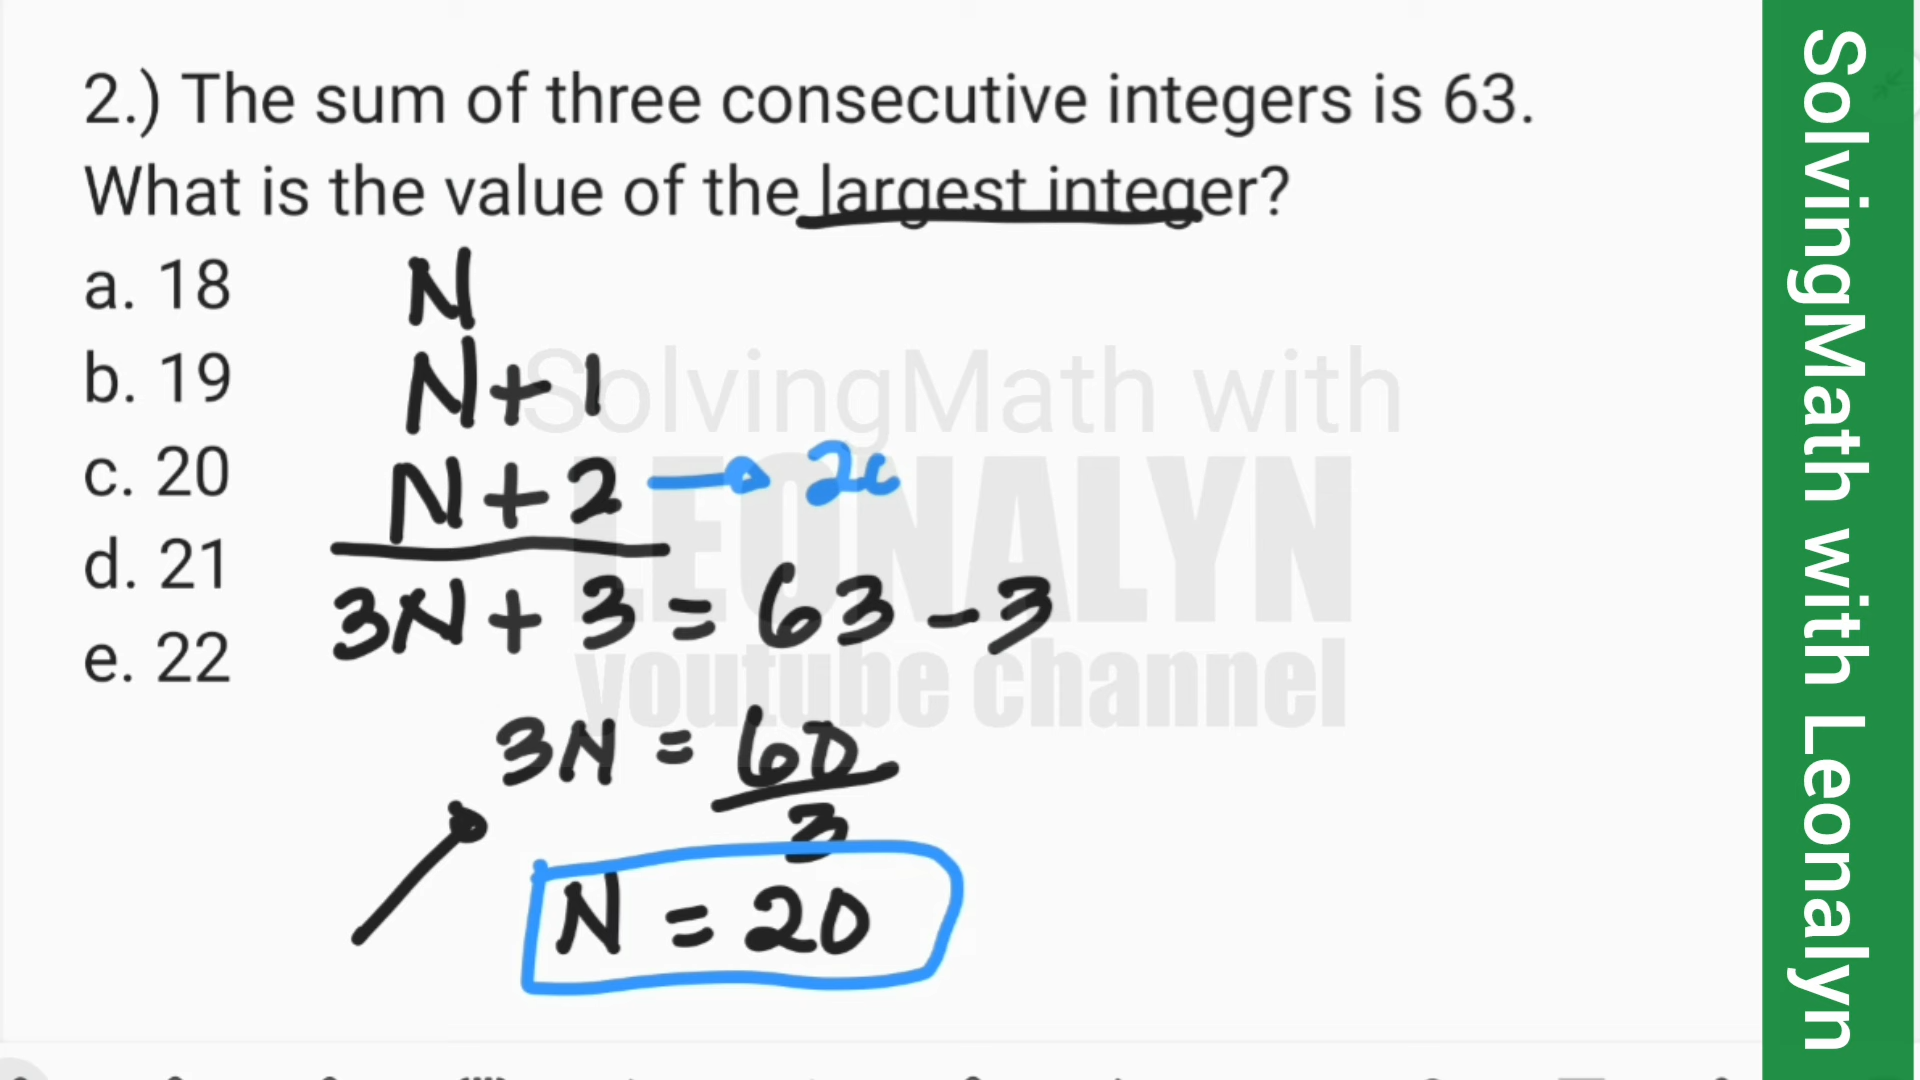 2.) The sum of three consecutive integers is 63.
What is the value of the largest integer?
a. 18
b. 19
c. 20
d. 21
e. 22
N
N+1
N+2 → 20
3N+3=63-3
3N = 60
3
N = 20
SolvingMath with
LEONALYN
youtube channel
SolvingMath with Leonalyn